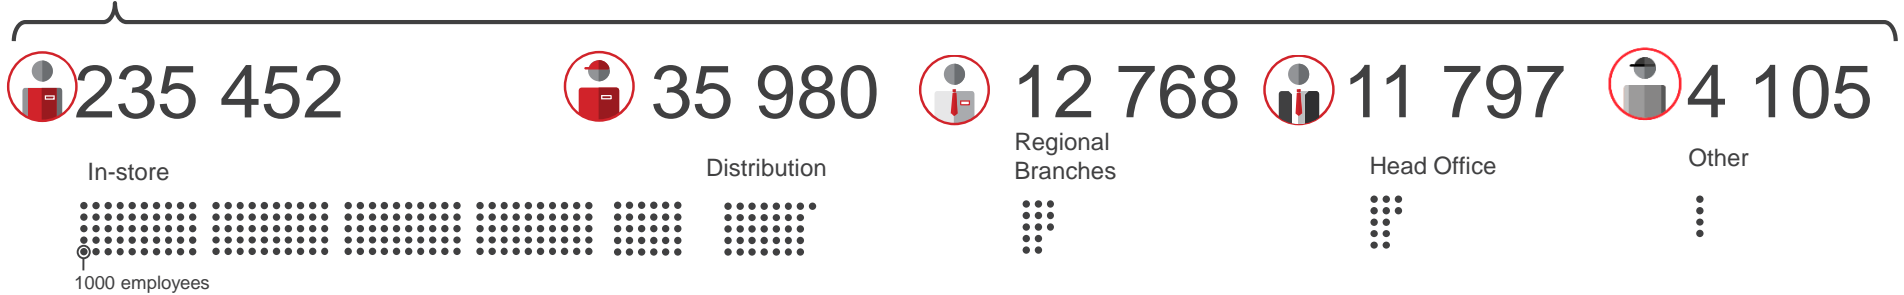 235 452
35 980
12 768
11 797
4 105
In-store
Distribution
Regional
Branches
Head Office
Other
1000 employees